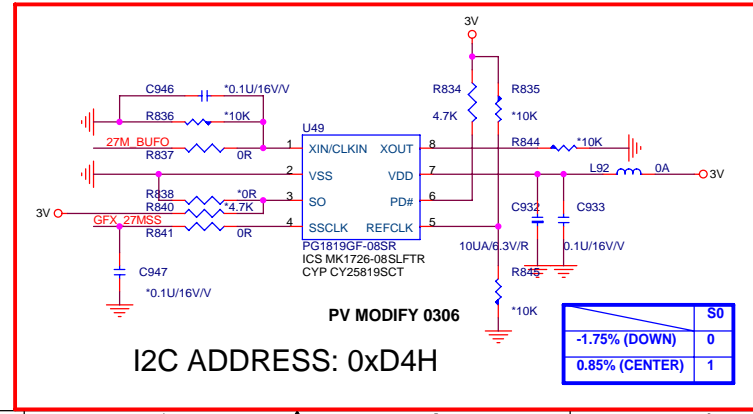 3V
C946 *0.1U/16V/V
R836 *10K
R834
4.7K
R835
*10K
27M_BUFO
R837 0R
U49
1 XIN/CLKIN XOUT 8
2 VSS VDD 7
3 SO PD# 6
4 SSCLK REFCLK 5
R844 *10K
L92 0A 3V
R838 *0R
3V R840 *4.7K
GFX_27MSS
R841 0R
PG1819GF-08SR
ICS MK1726-08SLFTR
CYP CY25819SCT
C932
10UA/6.3V/R
C933
0.1U/16V/V
C947
*0.1U/16V/V
R845
*10K
PV MODIFY 0306
I2C ADDRESS: 0xD4H
S0
-1.75% (DOWN) 0
0.85% (CENTER) 1